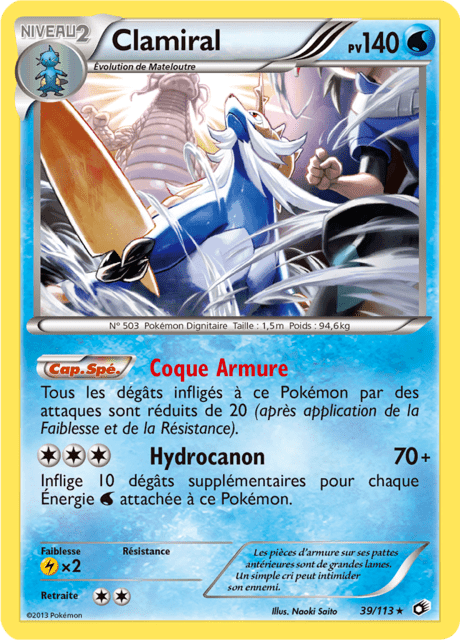 NIVEAU2
Clamiral
PV140
Évolution de Mateloutre
N° 503 Pokémon Dignitaire Taille : 1,5m Poids : 94,6kg
Cap. Spé. Coque Armure
Tous les dégâts infligés à ce Pokémon par des
attaques sont réduits de 20 (après application de la
Faiblesse et de la Résistance).
Hydrocanon 70+
Inflige 10 dégâts supplémentaires pour chaque
Énergie attachée à ce Pokémon.
Faiblesse Résistance
×2
Retraite
Les pièces d'armure sur ses pattes
antérieures sont de grandes lames.
Un simple cri peut intimider
son ennemi.
©2013 Pokémon Illus. Naoki Saito 39/113 ★